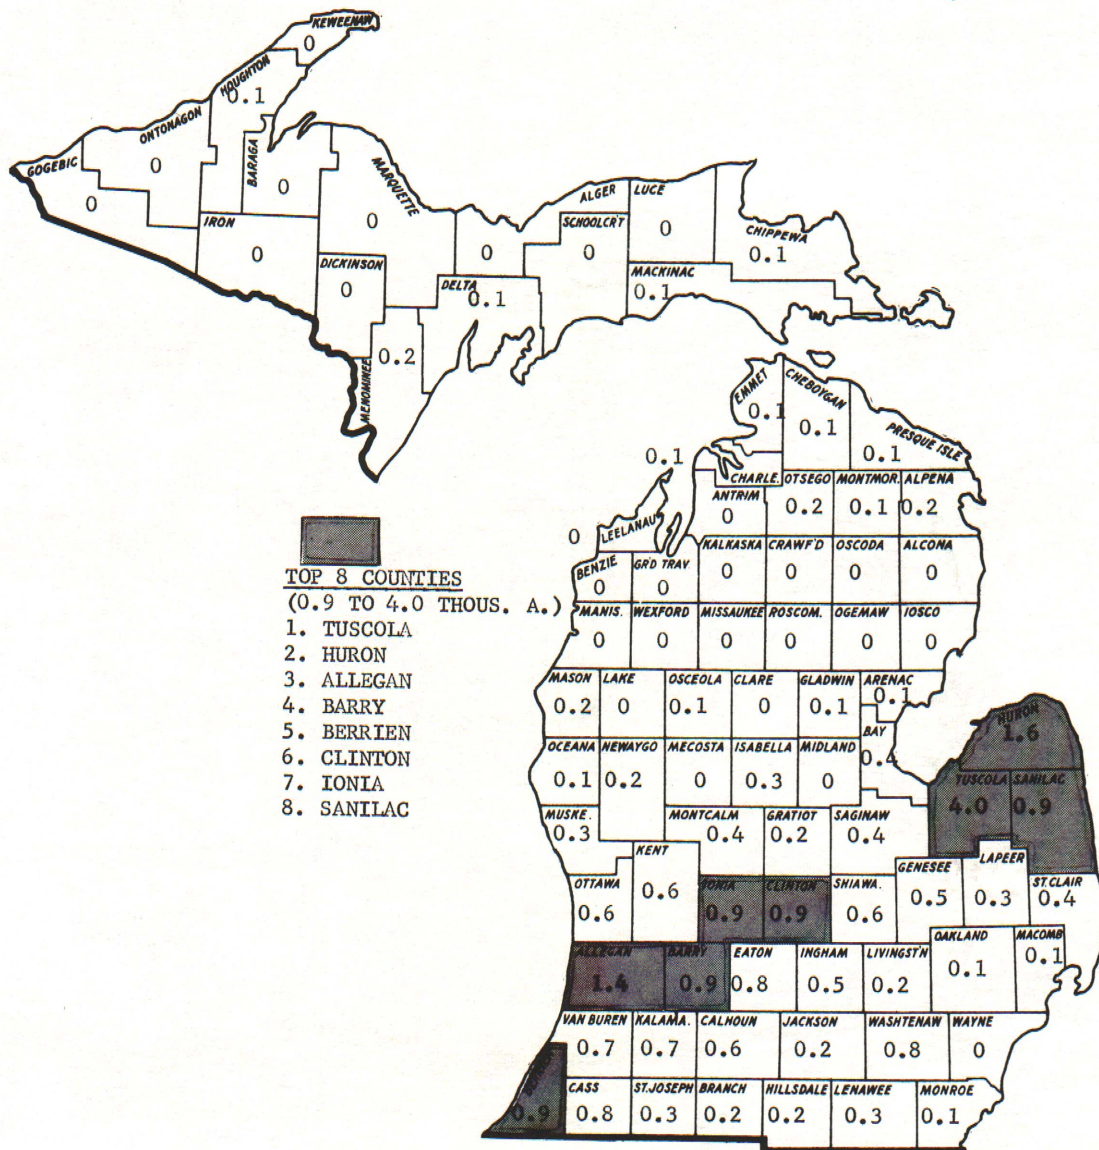 KEWEENAW
0
HOUGHTON
0.1
ONTONAGON
0
GOGEBIC
0
BARAGA
0
MARQUETTE
0
IRON
0
DICKINSON
0
MENOMINEE
0.2
DELTA
0.1
ALGER
0
SCHOOLCR'T
0
LUCE
0
CHIPPEWA
0.1
MACKINAC
0.1
TOP 8 COUNTIES
(0.9 TO 4.0 THOUS. A.)
1. TUSCOLA
2. HURON
3. ALLEGAN
4. BARRY
5. BERRIEN
6. CLINTON
7. IONIA
8. SANILAC
EMMET
0.1
CHEBOYGAN
0.1
PRESQUE ISLE
0.1
0.1
CHARLE.
ANTRIM
0
OTSEGO
0.2
MONTMOR.
0.1
ALPENA
0.2
0
LEELANAU
BENZIE
0
GR'D TRAV
0
KALKASKA
0
CRAWF'D
0
OSCODA
0
ALCONA
0
MANIS.
0
WEXFORD
0
MISSAUKEE
0
ROSCOM.
0
OGEMAW
0
IOSCO
0
MASON
0.2
LAKE
0
OSCEOLA
0.1
CLARE
0
GLADWIN
0.1
ARENAC
0.1
OCEANA
0.1
NEWAYGO
0.2
MECOSTA
0
ISABELLA
0.3
MIDLAND
0
BAY
0.4
HURON
1.6
TUSCOLA
4.0
SANILAC
0.9
MUSKE.
0.3
MONTCALM
0.4
GRATIOT
0.2
SAGINAW
0.4
KENT
0.6
OTTAWA
0.6
IONIA
0.9
CLINTON
0.9
SHIAWA.
0.6
GENESEE
0.5
LAPEER
0.3
ST.CLAIR
0.4
ALLEGAN
1.4
BARRY
0.9
EATON
0.8
INGHAM
0.5
LIVINGST'N
0.2
OAKLAND
0.1
MACOMB
0.1
VAN BUREN
0.7
KALAMA.
0.7
CALHOUN
0.6
JACKSON
0.2
WASHTENAW
0.8
WAYNE
0
0.9
CASS
0.8
ST.JOSEPH
0.3
BRANCH
0.2
HILLSDALE
0.2
LENAWEE
0.3
MONROE
0.1